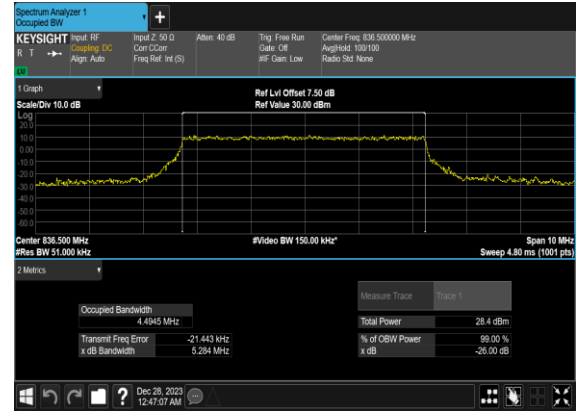 Spectrum Analyzer 1
Occupied BW
+
KEYSIGHT Input: RF Input Z: 50 Ω Atten: 40 dB Trig: Free Run Center Freq: 836.500000 MHz
R T Coupling: DC Corr CCorr Gate: Off Avg|Hold: 100/100
Align: Auto Freq Ref: Int (S) #IF Gain: Low Radio Std: None
LU
1 Graph
Ref Lvl Offset 7.50 dB
Scale/Div 10.0 dB Ref Value 30.00 dBm
Log
20.0
10.0
0.00
-10.0
-20.0
-30.0
-40.0
-50.0
-60.0
Center 836.500 MHz #Video BW 150.00 kHz* Span 10 MHz
#Res BW 51.000 kHz Sweep 4.80 ms (1001 pts)
2 Metrics
Measure Trace Trace 1
Occupied Bandwidth
4.4945 MHz Total Power 28.4 dBm
Transmit Freq Error -21.443 kHz % of OBW Power 99.00 %
x dB Bandwidth 5.284 MHz x dB -26.00 dB
? Dec 28, 2023
12:47:07 AM